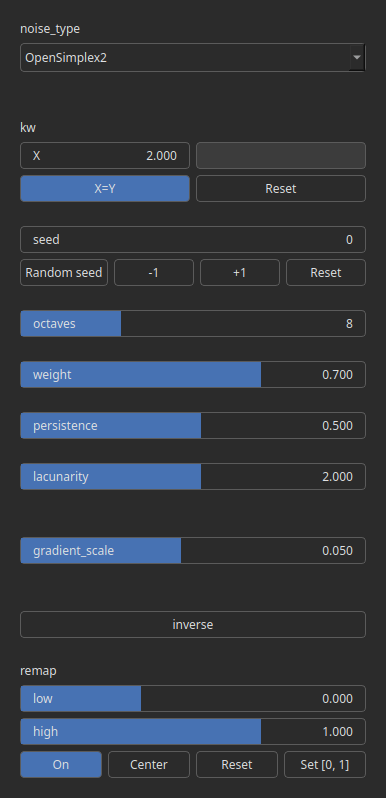 noise_type
OpenSimplex2
kw
X 2.000
X=Y Reset
seed 0
Random seed -1 +1 Reset
octaves 8
weight 0.700
persistence 0.500
lacunarity 2.000
gradient_scale 0.050
inverse
remap
low 0.000
high 1.000
On Center Reset Set [0, 1]